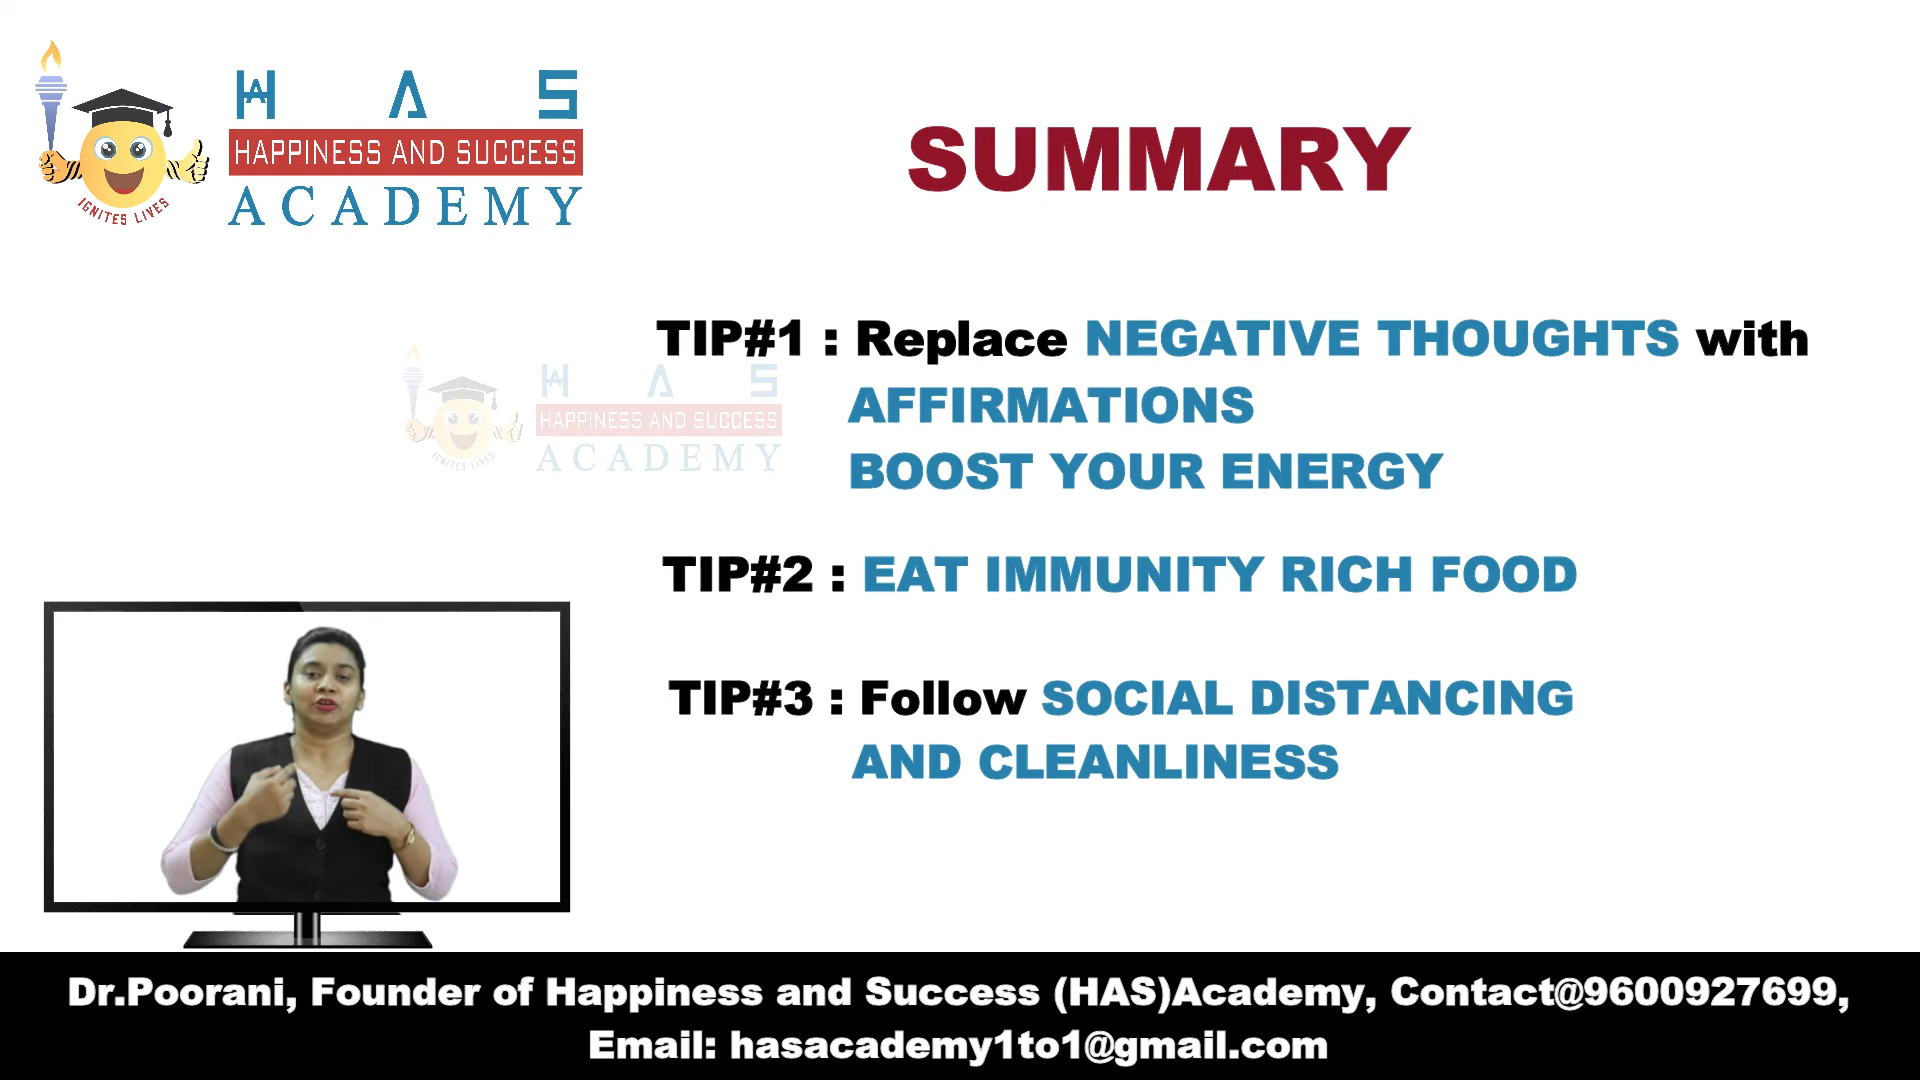 H A S
HAPPINESS AND SUCCESS
ACADEMY
IGNITES LIVES
SUMMARY
TIP#1 : Replace NEGATIVE THOUGHTS with
AFFIRMATIONS
BOOST YOUR ENERGY
H A S
HAPPINESS AND SUCCESS
ACADEMY
IGNITES LIVES
TIP#2 : EAT IMMUNITY RICH FOOD
TIP#3 : Follow SOCIAL DISTANCING
AND CLEANLINESS
Dr.Poorani, Founder of Happiness and Success (HAS)Academy, Contact@9600927699,
Email: hasacademy1to1@gmail.com